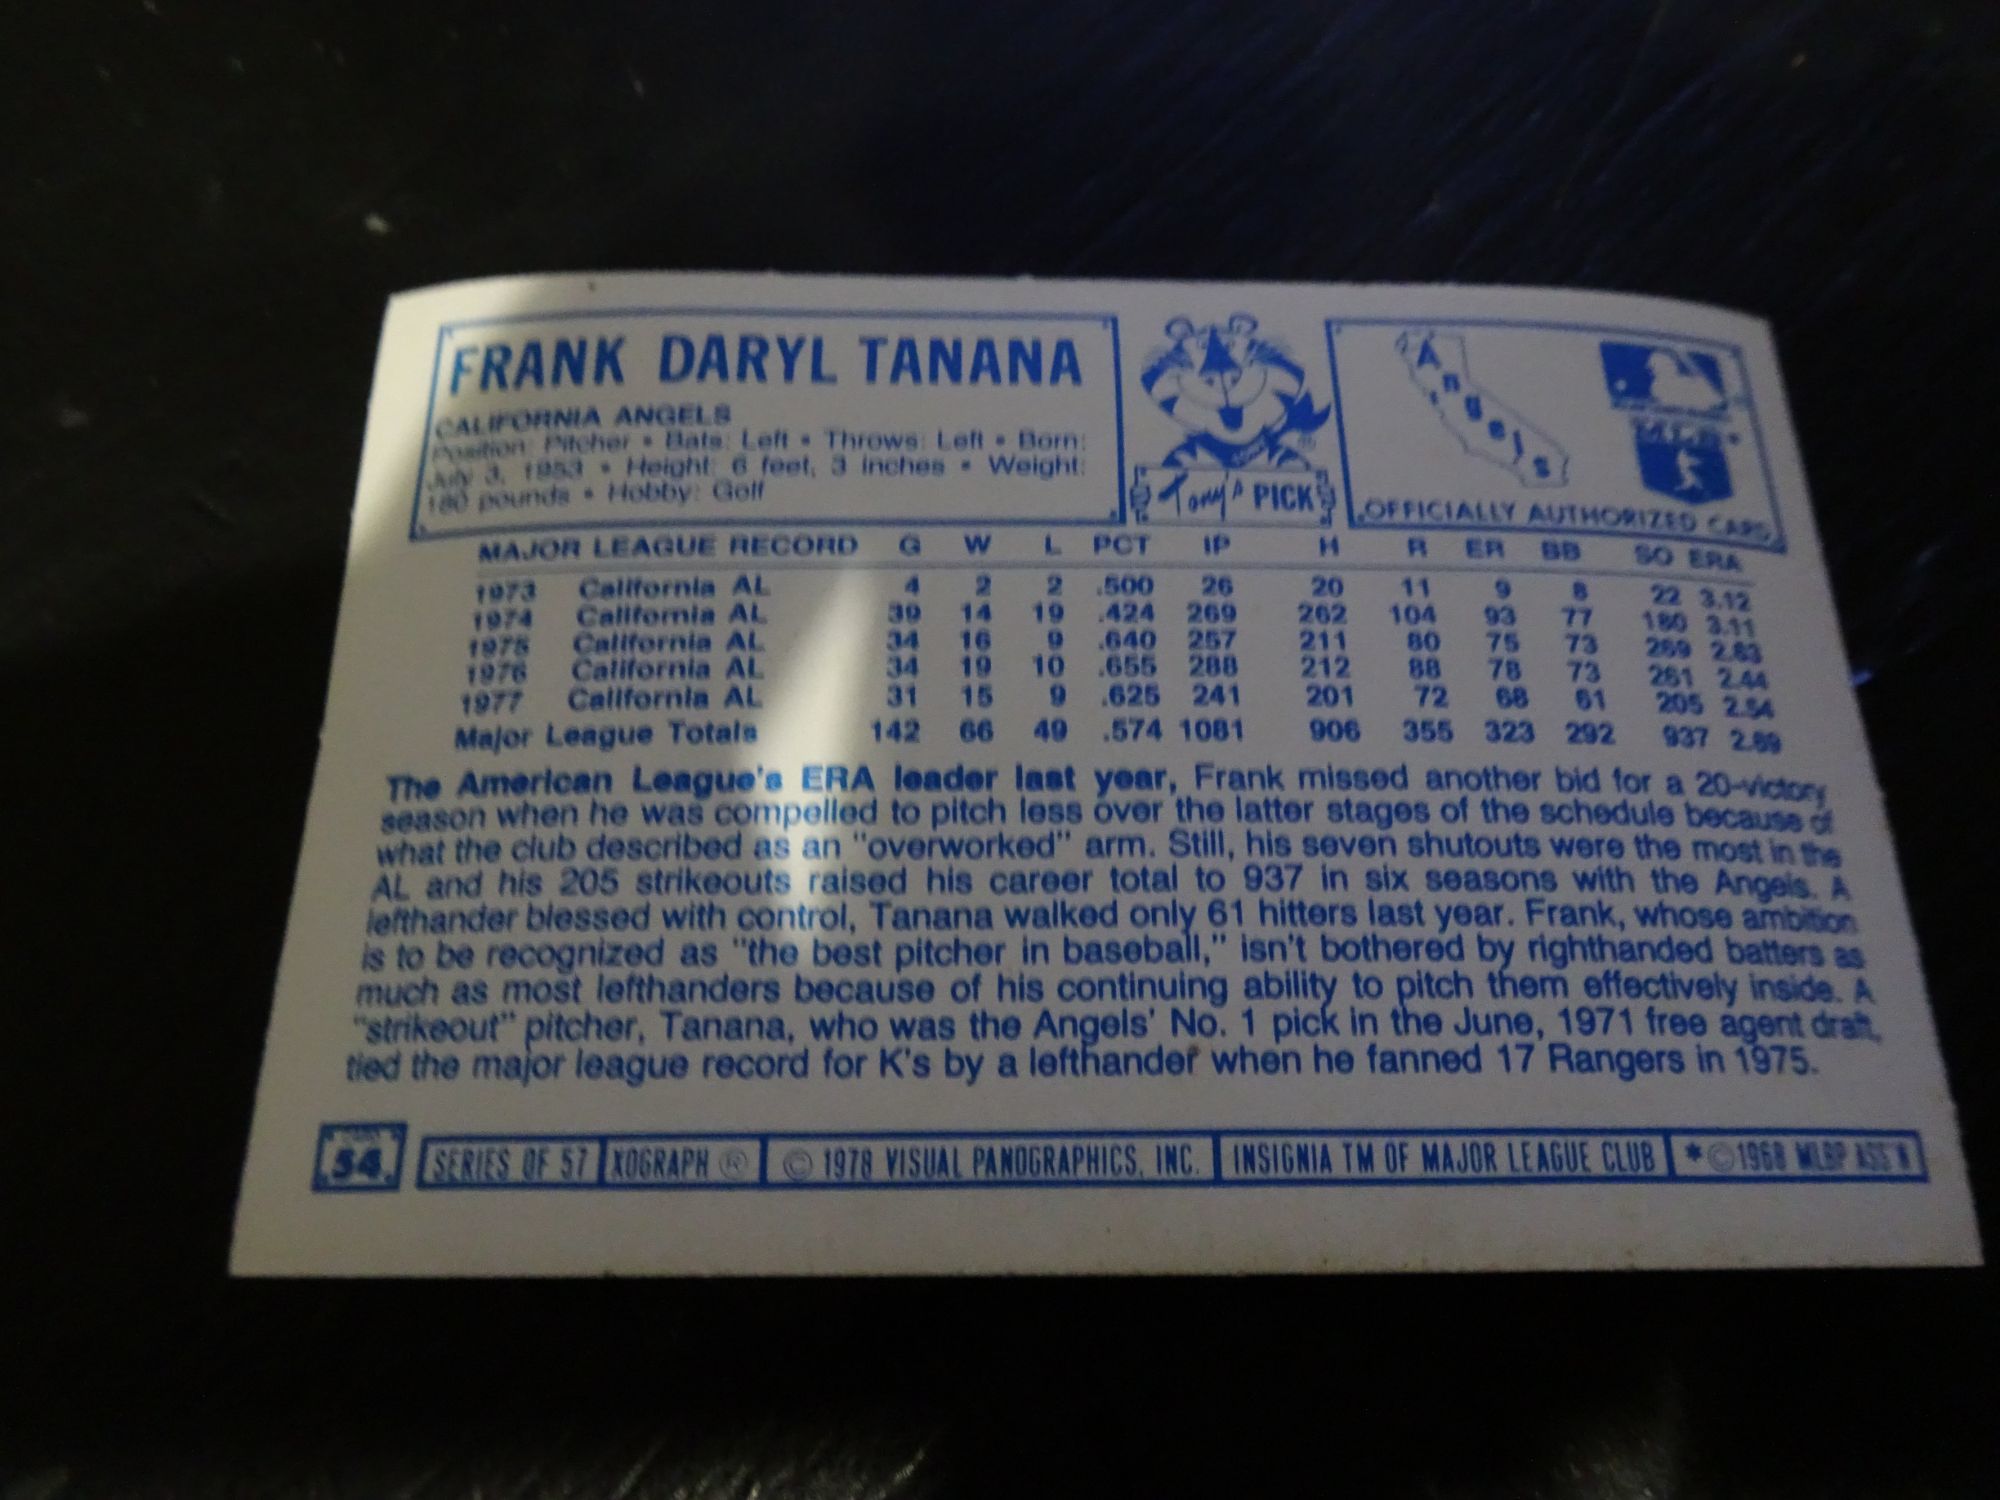 FRANK DARYL TANANA
CALIFORNIA ANGELS
Position: Pitcher • Bats: Left • Throws: Left • Born:
July 3, 1953 • Height: 6 feet, 3 inches • Weight:
180 pounds • Hobby: Golf
Tony's PICK
Angels
OFFICIALLY AUTHORIZED CARD
MAJOR LEAGUE RECORD G W L PCT IP H R ER BB SO ERA
1973 California AL 4 2 2 .500 26 20 11 9 8 22 3.12
1974 California AL 39 14 19 .424 269 262 104 93 77 180 3.11
1975 California AL 34 16 9 .640 257 211 80 75 73 269 2.63
1976 California AL 34 19 10 .655 288 212 88 78 73 261 2.44
1977 California AL 31 15 9 .625 241 201 72 68 61 205 2.54
Major League Totals 142 66 49 .574 1081 906 355 323 292 937 2.69
The American League's ERA leader last year, Frank missed another bid for a 20-victory
season when he was compelled to pitch less over the latter stages of the schedule because of
what the club described as an "overworked" arm. Still, his seven shutouts were the most in the
AL and his 205 strikeouts raised his career total to 937 in six seasons with the Angels. A
lefthander blessed with control, Tanana walked only 61 hitters last year. Frank, whose ambition
is to be recognized as "the best pitcher in baseball," isn't bothered by righthanded batters as
much as most lefthanders because of his continuing ability to pitch them effectively inside. A
"strikeout" pitcher, Tanana, who was the Angels' No. 1 pick in the June, 1971 free agent draft,
tied the major league record for K's by a lefthander when he fanned 17 Rangers in 1975.
54 SERIES OF 57 XOGRAPH ® © 1978 VISUAL PANOGRAPHICS, INC. INSIGNIA TM OF MAJOR LEAGUE CLUB * © 1968 MLBP ASS'N